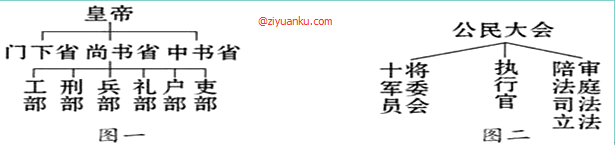 @ziyuanku.com
皇帝
门下省 尚书省 中书省
工部 刑部 兵部 礼部 户部 吏部
图一
公民大会
十将
军委
员会
执行官
陪审
法庭
司法
立法
图二